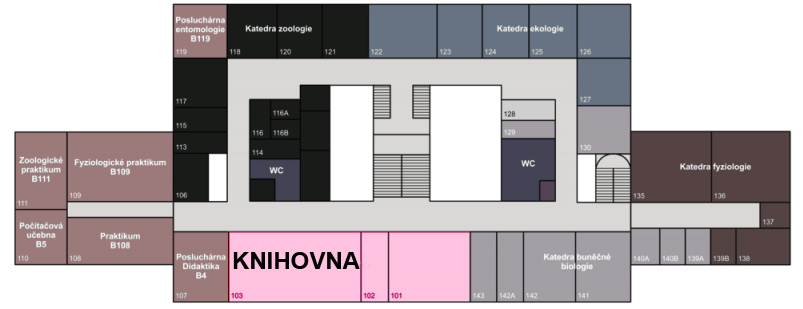 Posluchárna
entomologie
B119
119
Katedra zoologie
118
120
121
122
Katedra ekologie
123
124
125
126
117
127
115
116A
116
116B
128
129
113
114
130
WC
WC
Zoologické
praktikum
B111
111
Fyziologické praktikum
B109
109
106
Katedra fyziologie
135
136
137
Počítačová
učebna
B5
110
Praktikum
B108
108
Posluchárna
Didaktika
B4
107
KNIHOVNA
103
102
101
Katedra buněčné
biologie
143
142A
142
141
140A
140B
139A
139B
138